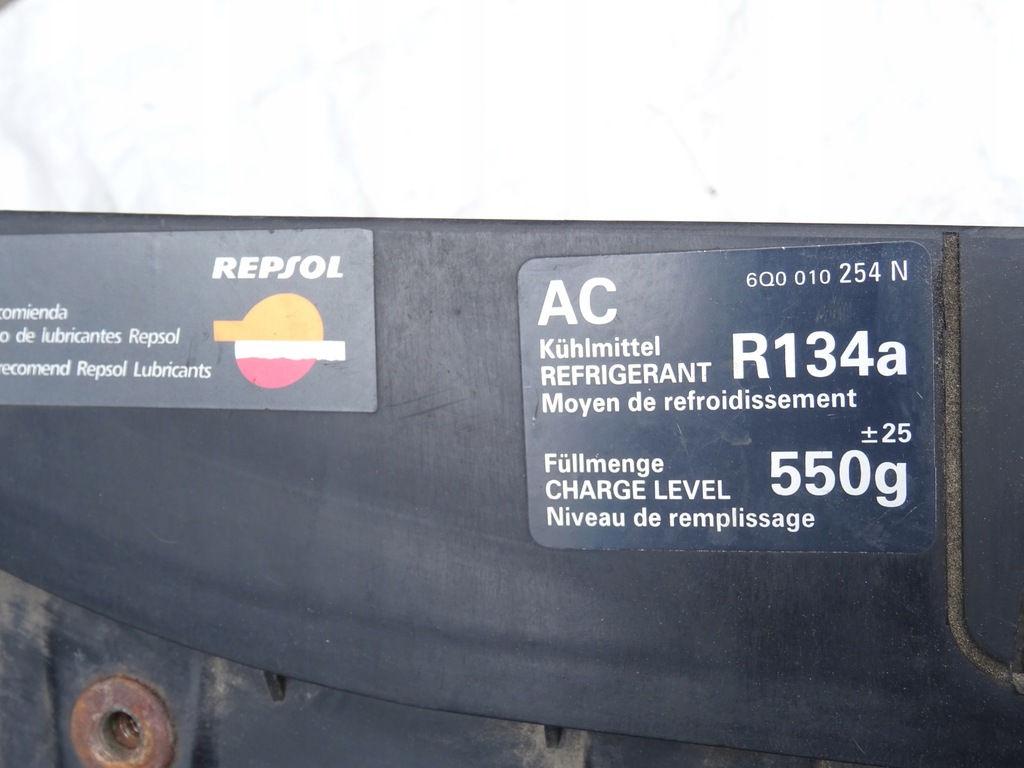 REPSOL
o de lubricantes Repsol
recomend Repsol Lubricants
6Q0 010 254 N
AC
Kühlmittel
REFRIGERANT R134a
Moyen de refroidissement
±25
Füllmenge
CHARGE LEVEL 550g
Niveau de remplissage